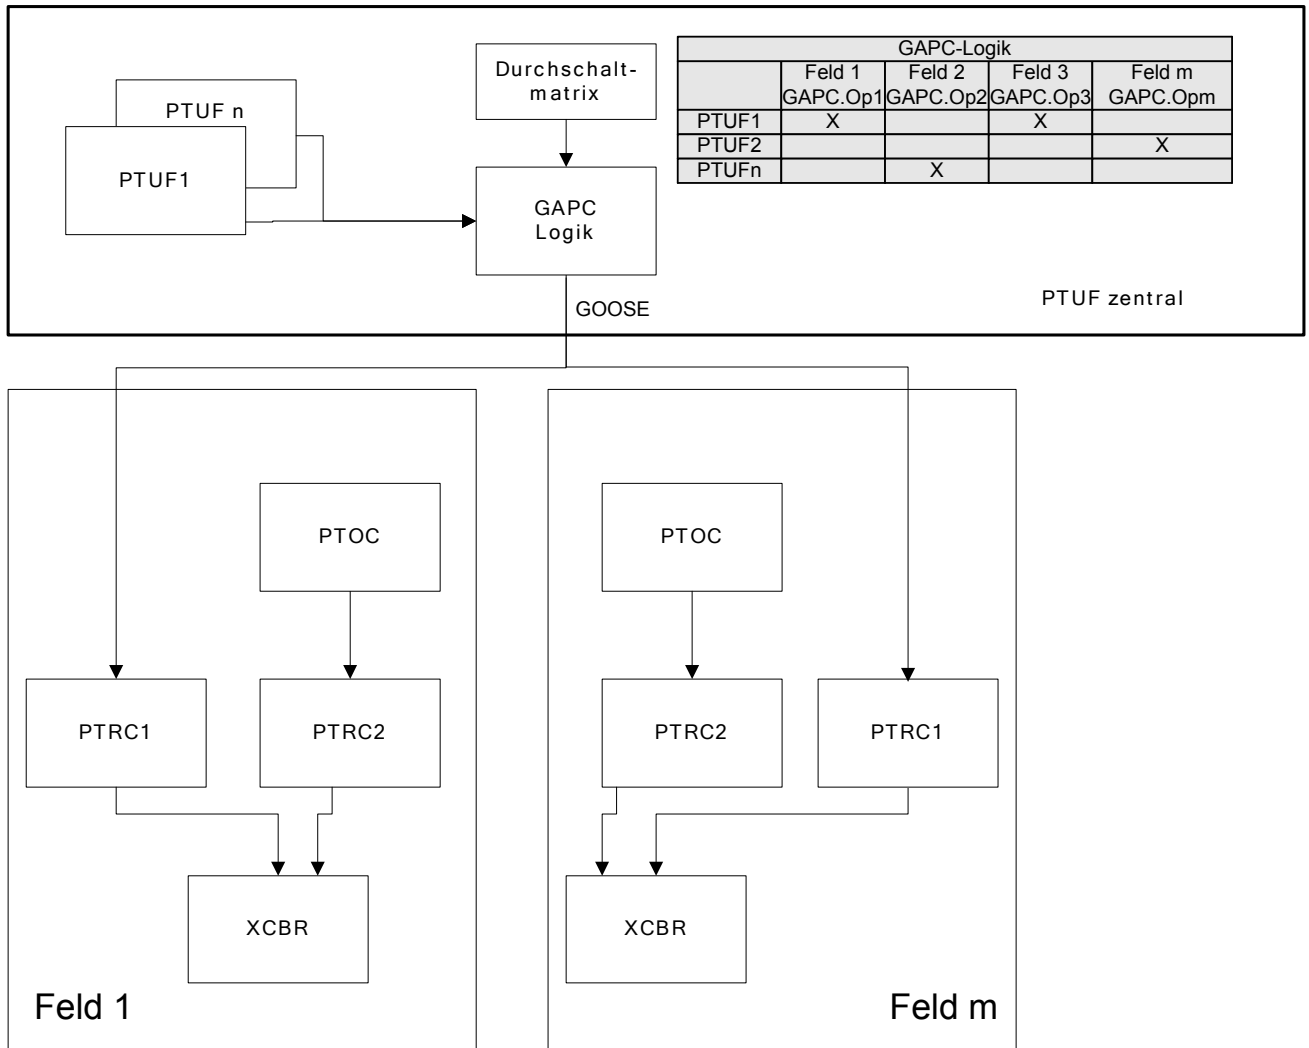 PTUF n
PTUF1
Durchschalt-
matrix
GAPC
Logik
GAPC-Logik
Feld 1 Feld 2 Feld 3 Feld m
GAPC.Op1 GAPC.Op2 GAPC.Op3 GAPC.Opm
PTUF1 X X
PTUF2 X
PTUFn X
PTUF zentral
GOOSE
PTOC
PTRC1
PTRC2
XCBR
Feld 1
PTOC
PTRC2
PTRC1
XCBR
Feld m